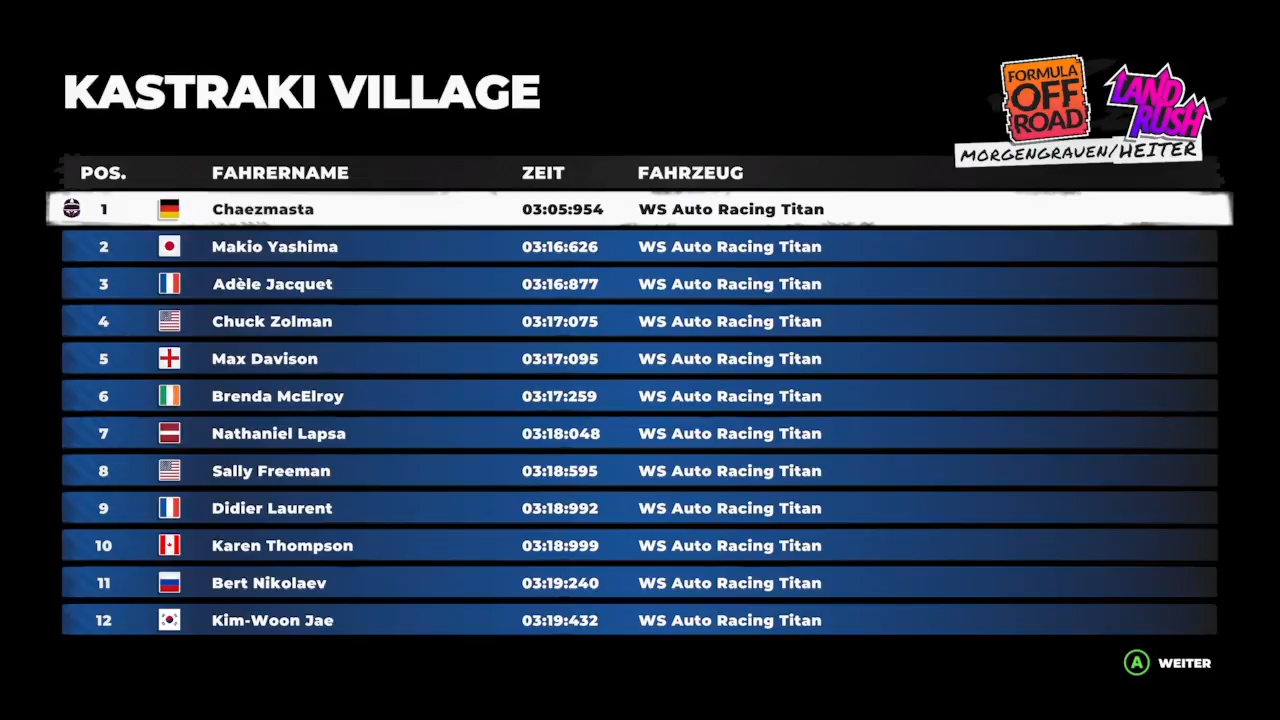 KASTRAKI VILLAGE
FORMULA
OFF
ROAD
LAND
RUSH
MORGENGRAUEN/HEITER
POS. FAHRERNAME ZEIT FAHRZEUG
1 Chaezmasta 03:05:954 WS Auto Racing Titan
2 Makio Yashima 03:16:626 WS Auto Racing Titan
3 Adèle Jacquet 03:16:877 WS Auto Racing Titan
4 Chuck Zolman 03:17:075 WS Auto Racing Titan
5 Max Davison 03:17:095 WS Auto Racing Titan
6 Brenda McElroy 03:17:259 WS Auto Racing Titan
7 Nathaniel Lapsa 03:18:048 WS Auto Racing Titan
8 Sally Freeman 03:18:595 WS Auto Racing Titan
9 Didier Laurent 03:18:992 WS Auto Racing Titan
10 Karen Thompson 03:18:999 WS Auto Racing Titan
11 Bert Nikolaev 03:19:240 WS Auto Racing Titan
12 Kim-Woon Jae 03:19:432 WS Auto Racing Titan
A WEITER